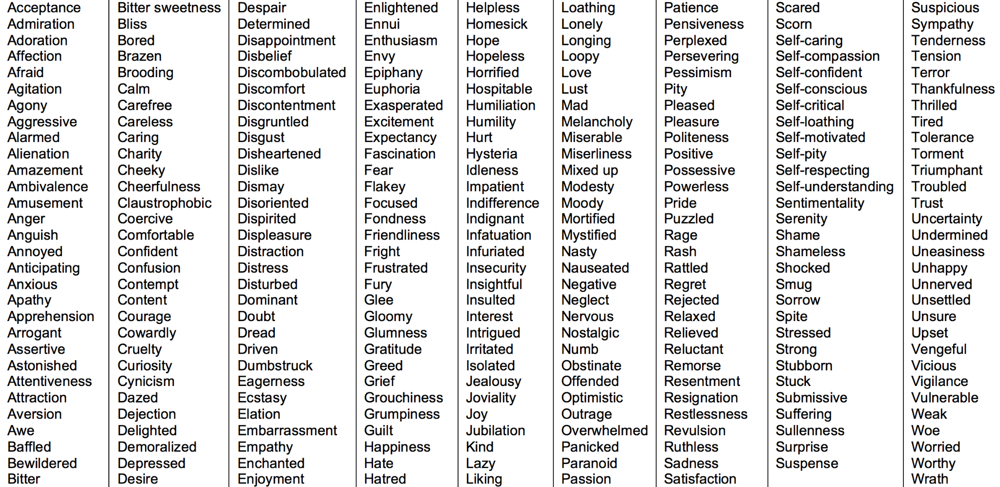 Acceptance
Admiration
Adoration
Affection
Afraid
Agitation
Agony
Aggressive
Alarmed
Alienation
Amazement
Ambivalence
Amusement
Anger
Anguish
Annoyed
Anticipating
Anxious
Apathy
Apprehension
Arrogant
Assertive
Astonished
Attentiveness
Attraction
Aversion
Awe
Baffled
Bewildered
Bitter
Bitter sweetness
Bliss
Bored
Brazen
Brooding
Calm
Carefree
Careless
Caring
Charity
Cheeky
Cheerfulness
Claustrophobic
Coercive
Comfortable
Confident
Confusion
Contempt
Content
Courage
Cowardly
Cruelty
Curiosity
Cynicism
Dazed
Dejection
Delighted
Demoralized
Depressed
Desire
Despair
Determined
Disappointment
Disbelief
Discombobulated
Discomfort
Discontentment
Disgruntled
Disgust
Disheartened
Dislike
Dismay
Disoriented
Dispirited
Displeasure
Distraction
Distress
Disturbed
Dominant
Doubt
Dread
Driven
Dumbstruck
Eagerness
Ecstasy
Elation
Embarrassment
Empathy
Enchanted
Enjoyment
Enlightened
Ennui
Enthusiasm
Envy
Epiphany
Euphoria
Exasperated
Excitement
Expectancy
Fascination
Fear
Flakey
Focused
Fondness
Friendliness
Fright
Frustrated
Fury
Glee
Gloomy
Glumness
Gratitude
Greed
Grief
Grouchiness
Grumpiness
Guilt
Happiness
Hate
Hatred
Helpless
Homesick
Hope
Hopeless
Horrified
Hospitable
Humiliation
Humility
Hurt
Hysteria
Idleness
Impatient
Indifference
Indignant
Infatuation
Infuriated
Insecurity
Insightful
Insulted
Interest
Intrigued
Irritated
Isolated
Jealousy
Joviality
Joy
Jubilation
Kind
Lazy
Liking
Loathing
Lonely
Longing
Loopy
Love
Lust
Mad
Melancholy
Miserable
Miserliness
Mixed up
Modesty
Moody
Mortified
Mystified
Nasty
Nauseated
Negative
Neglect
Nervous
Nostalgic
Numb
Obstinate
Offended
Optimistic
Outrage
Overwhelmed
Panicked
Paranoid
Passion
Patience
Pensiveness
Perplexed
Persevering
Pessimism
Pity
Pleased
Pleasure
Politeness
Positive
Possessive
Powerless
Pride
Puzzled
Rage
Rash
Rattled
Regret
Rejected
Relaxed
Relieved
Reluctant
Remorse
Resentment
Resignation
Restlessness
Revulsion
Ruthless
Sadness
Satisfaction
Scared
Scorn
Self-caring
Self-compassion
Self-confident
Self-conscious
Self-critical
Self-loathing
Self-motivated
Self-pity
Self-respecting
Self-understanding
Sentimentality
Serenity
Shame
Shameless
Shocked
Smug
Sorrow
Spite
Stressed
Strong
Stubborn
Stuck
Submissive
Suffering
Sullenness
Surprise
Suspense
Suspicious
Sympathy
Tenderness
Tension
Terror
Thankfulness
Thrilled
Tired
Tolerance
Torment
Triumphant
Troubled
Trust
Uncertainty
Undermined
Uneasiness
Unhappy
Unnerved
Unsettled
Unsure
Upset
Vengeful
Vicious
Vigilance
Vulnerable
Weak
Woe
Worried
Worthy
Wrath